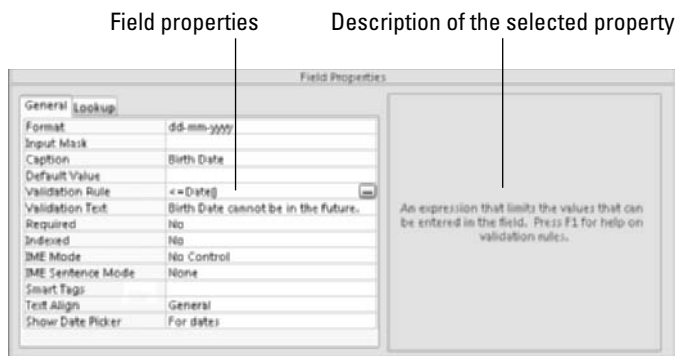 Field properties Description of the selected property
Field Properties
General Lookup
Format dd-mm-yyyy
Input Mask
Caption Birth Date
Default Value
Validation Rule <=Date()
Validation Text Birth Date cannot be in the future.
Required No
Indexed No
IME Mode No Control
IME Sentence Mode None
Smart Tags
Text Align General
Show Date Picker For dates
An expression that limits the values that can
be entered in the field. Press F1 for help on
validation rules.